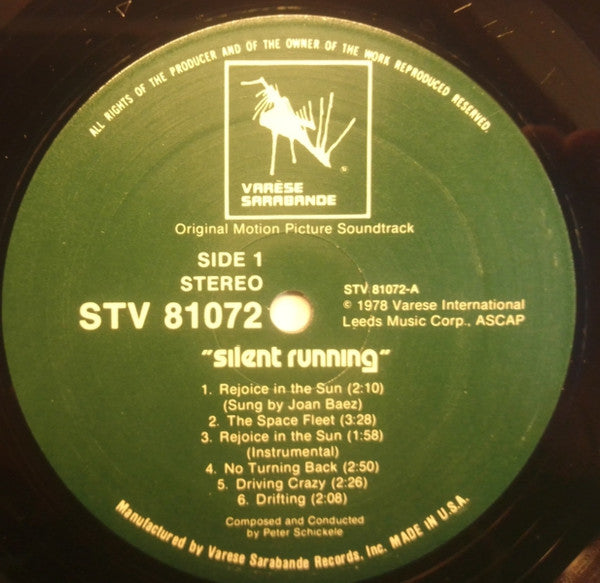 ALL RIGHTS OF THE PRODUCER AND OF THE OWNER OF THE WORK REPRODUCED RESERVED.
VARÈSE
SARABANDE
Original Motion Picture Soundtrack
SIDE 1
STEREO
STV 81072
STV 81072-A
© 1978 Varese International
Leeds Music Corp., ASCAP
"silent running"
1. Rejoice in the Sun (2:10)
(Sung by Joan Baez)
2. The Space Fleet (3:28)
3. Rejoice in the Sun (1:58)
(Instrumental)
4. No Turning Back (2:50)
5. Driving Crazy (2:26)
6. Drifting (2:08)
Composed and Conducted
by Peter Schickele
Manufactured by Varese Sarabande Records, Inc. MADE IN U.S.A.